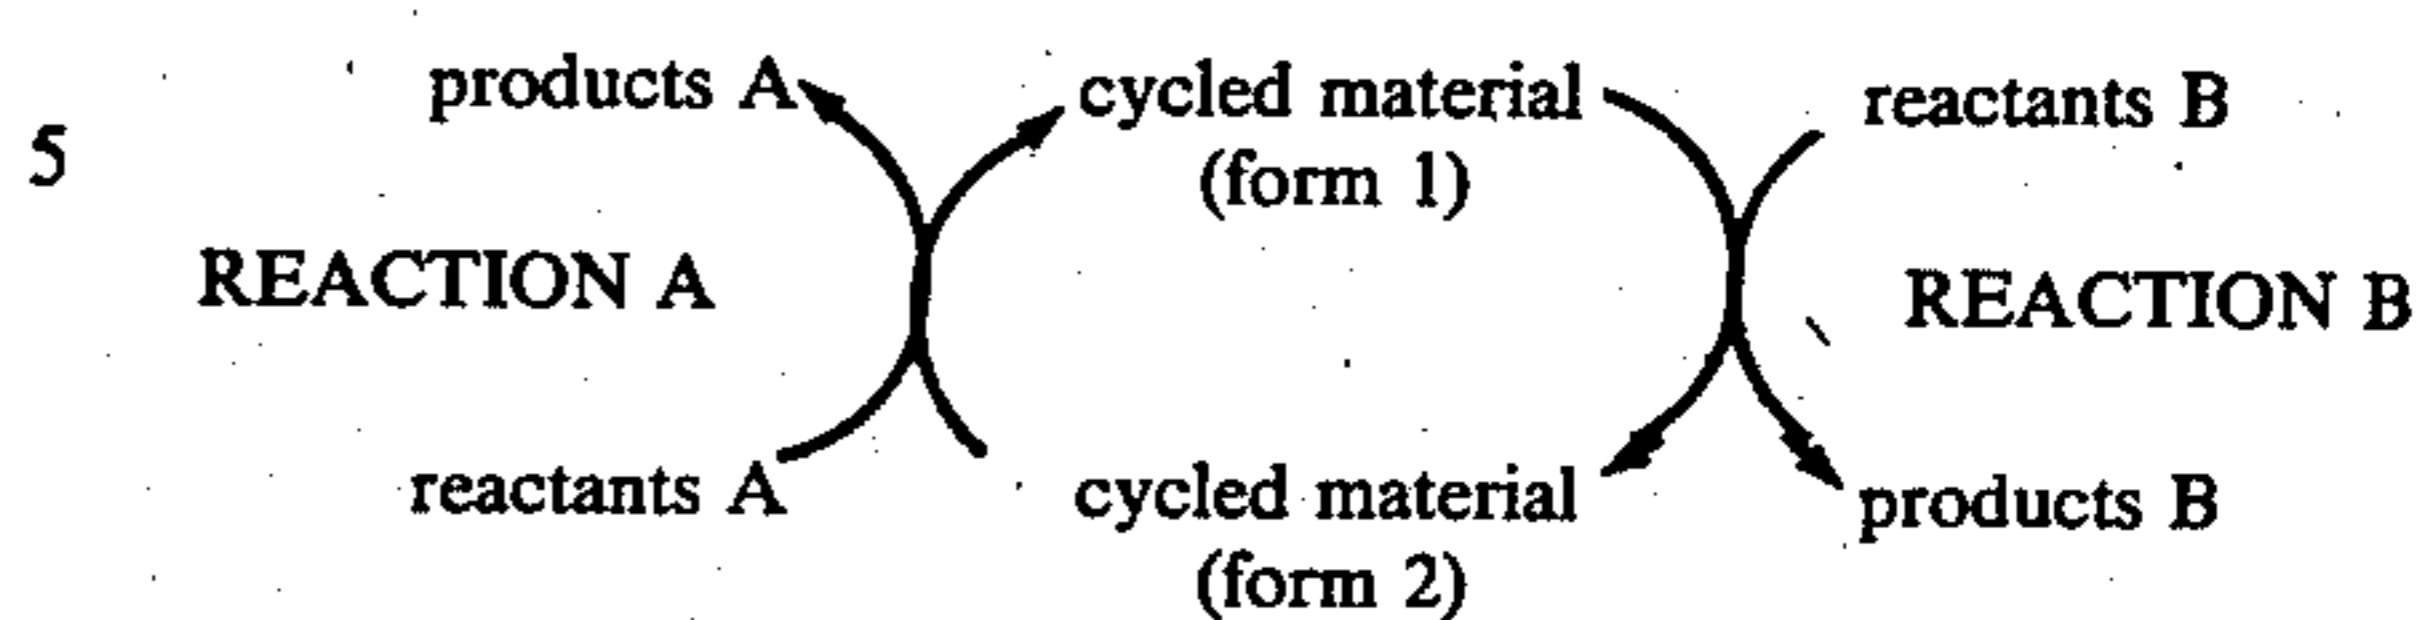 5
products A cycled material (form 1) reactants B
REACTION A REACTION B
reactants A cycled material (form 2) products B